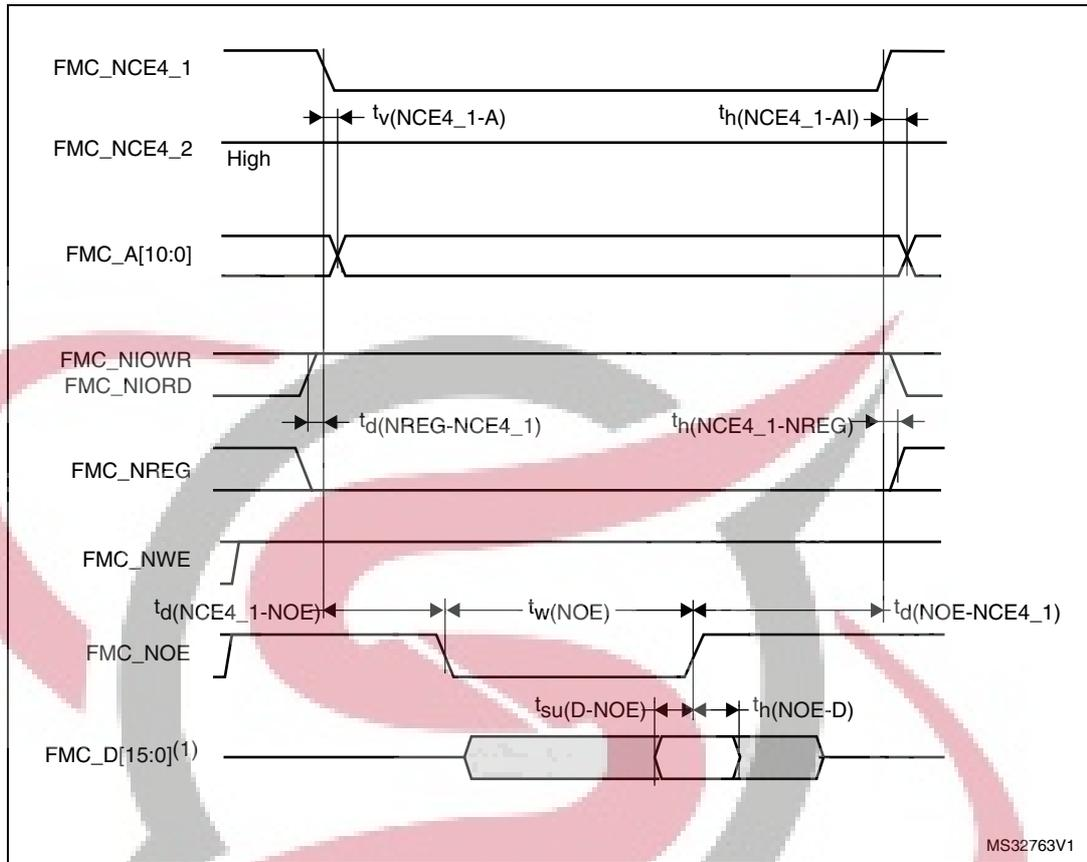 FMC_NCE4_1
tv(NCE4_1-A)
th(NCE4_1-AI)
FMC_NCE4_2
High
FMC_A[10:0]
FMC_NIOWR
FMC_NIORD
td(NREG-NCE4_1)
th(NCE4_1-NREG)
FMC_NREG
FMC_NWE
td(NCE4_1-NOE)
tw(NOE)
td(NOE-NCE4_1)
FMC_NOE
tsu(D-NOE)
th(NOE-D)
FMC_D[15:0](1)
MS32763V1